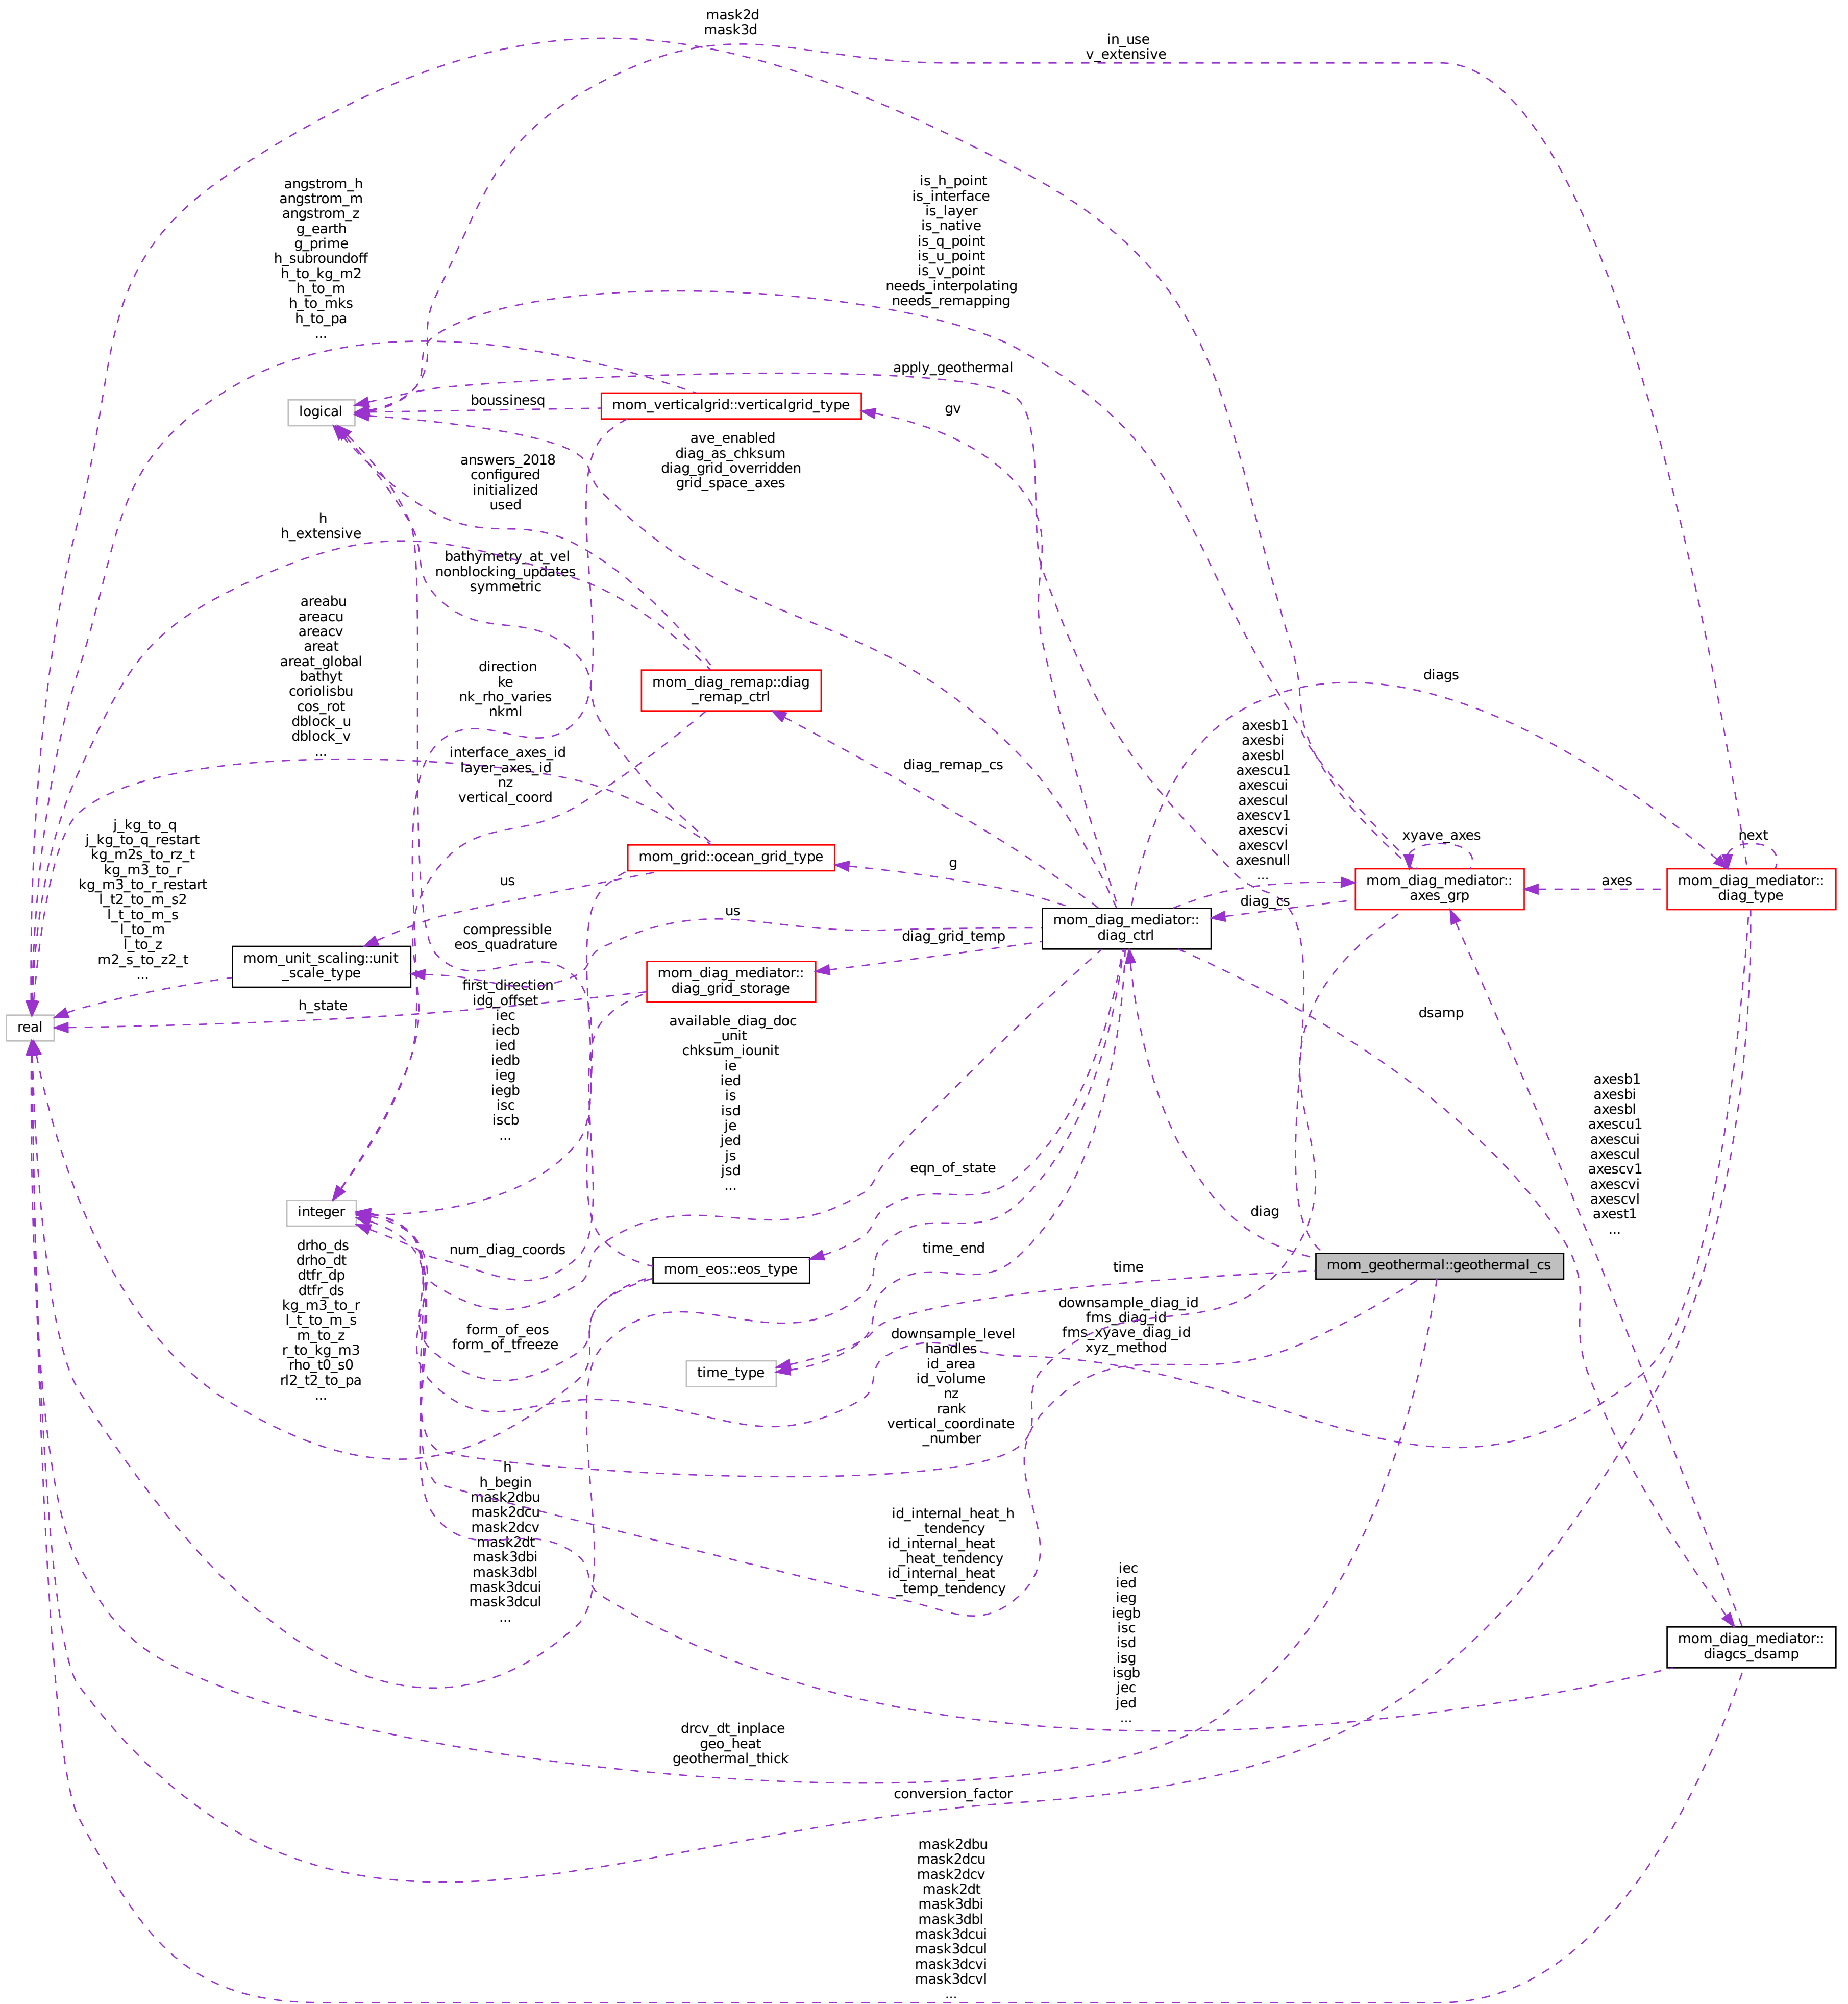 mask2d
mask3d
in_use
v_extensive
angstrom_h
angstrom_m
angstrom_z
g_earth
g_prime
h_subroundoff
h_to_kg_m2
h_to_m
h_to_mks
h_to_pa
...
is_h_point
is_interface
is_layer
is_native
is_q_point
is_u_point
is_v_point
needs_interpolating
needs_remapping
apply_geothermal
logical
boussinesq
mom_verticalgrid::verticalgrid_type
gv
answers_2018
configured
initialized
used
ave_enabled
diag_as_chksum
diag_grid_overridden
grid_space_axes
h
h_extensive
bathymetry_at_vel
nonblocking_updates
symmetric
areabu
areacu
areacv
areat
areat_global
bathyt
coriolisbu
cos_rot
dblock_u
dblock_v
...
direction
ke
nk_rho_varies
nkml
mom_diag_remap::diag
_remap_ctrl
diags
interface_axes_id
layer_axes_id
nz
vertical_coord
diag_remap_cs
axesb1
axesbi
axesbl
axescu1
axescui
axescul
axescv1
axescvi
axescvl
axesnull
...
j_kg_to_q
j_kg_to_q_restart
kg_m2s_to_rz_t
kg_m3_to_r
kg_m3_to_r_restart
l_t2_to_m_s2
l_t_to_m_s
l_to_m
l_to_z
m2_s_to_z2_t
...
xyave_axes
next
mom_grid::ocean_grid_type
g
us
mom_diag_mediator::
axes_grp
axes
mom_diag_mediator::
diag_type
diag_cs
us
mom_diag_mediator::
diag_ctrl
compressible
eos_quadrature
diag_grid_temp
mom_unit_scaling::unit
_scale_type
mom_diag_mediator::
diag_grid_storage
first_direction
idg_offset
iec
iecb
ied
iedb
ieg
iegb
isc
iscb
...
h_state
dsamp
real
available_diag_doc
_unit
chksum_iounit
ie
ied
is
isd
je
jed
js
jsd
...
axesb1
axesbi
axesbl
axescu1
axescui
axescul
axescv1
axescvi
axescvl
axest1
...
eqn_of_state
integer
diag
num_diag_coords
time_end
mom_eos::eos_type
time
mom_geothermal::geothermal_cs
drho_ds
drho_dt
dtfr_dp
dtfr_ds
kg_m3_to_r
l_t_to_m_s
m_to_z
r_to_kg_m3
rho_t0_s0
rl2_t2_to_pa
...
form_of_eos
form_of_tfreeze
downsample_diag_id
fms_diag_id
fms_xyave_diag_id
xyz_method
time_type
downsample_level
handles
id_area
id_volume
nz
rank
vertical_coordinate
_number
h
h_begin
mask2dbu
mask2dcu
mask2dcv
mask2dt
mask3dbi
mask3dbl
mask3dcui
mask3dcul
...
id_internal_heat_h
_tendency
id_internal_heat
_heat_tendency
id_internal_heat
_temp_tendency
iec
ied
ieg
iegb
isc
isd
isg
isgb
jec
jed
...
mom_diag_mediator::
diagcs_dsamp
drcv_dt_inplace
geo_heat
geothermal_thick
conversion_factor
mask2dbu
mask2dcu
mask2dcv
mask2dt
mask3dbi
mask3dbl
mask3dcui
mask3dcul
mask3dcvi
mask3dcvl
...